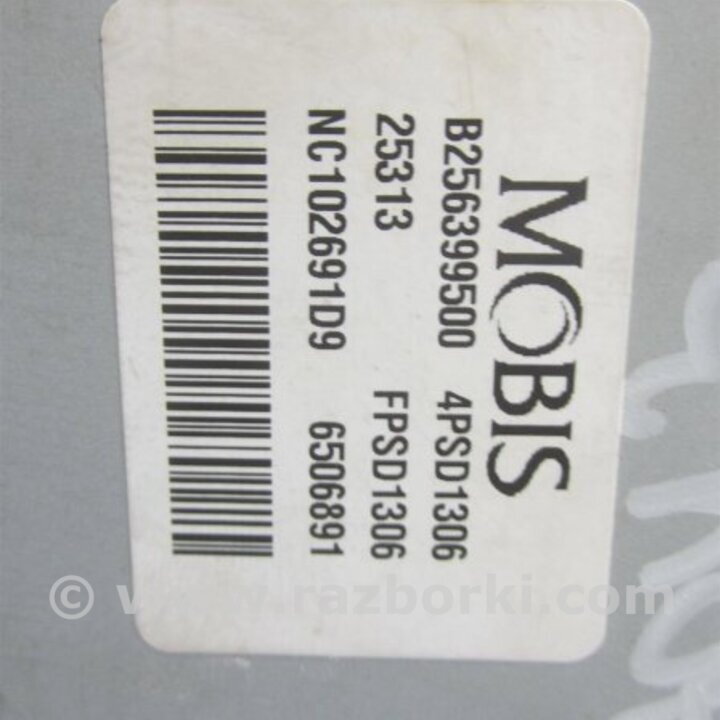 MOBIS
B256399500 4PSD1306
25313 FPSD1306
NC102691D9 6506891
© www.razborki.com